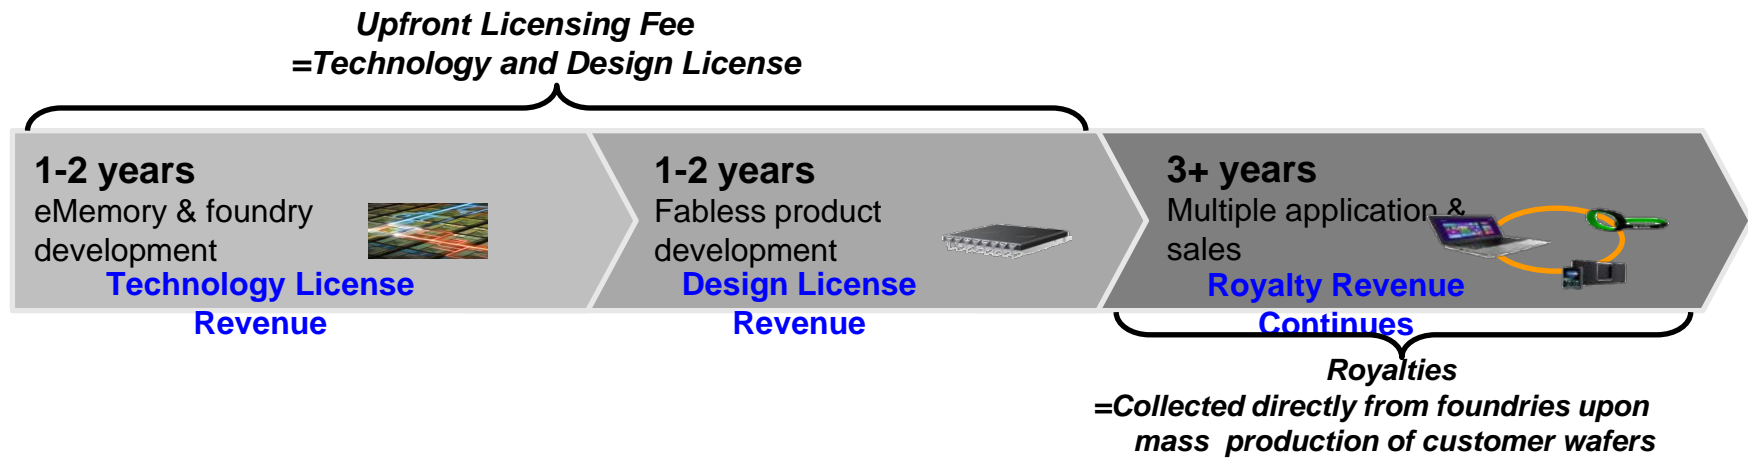 Upfront Licensing Fee
=Technology and Design License
1-2 years
eMemory & foundry
development
Technology License
Revenue
1-2 years
Fabless product
development
Design License
Revenue
3+ years
Multiple application &
sales
Royalty Revenue
Continues
Royalties
=Collected directly from foundries upon
mass production of customer wafers